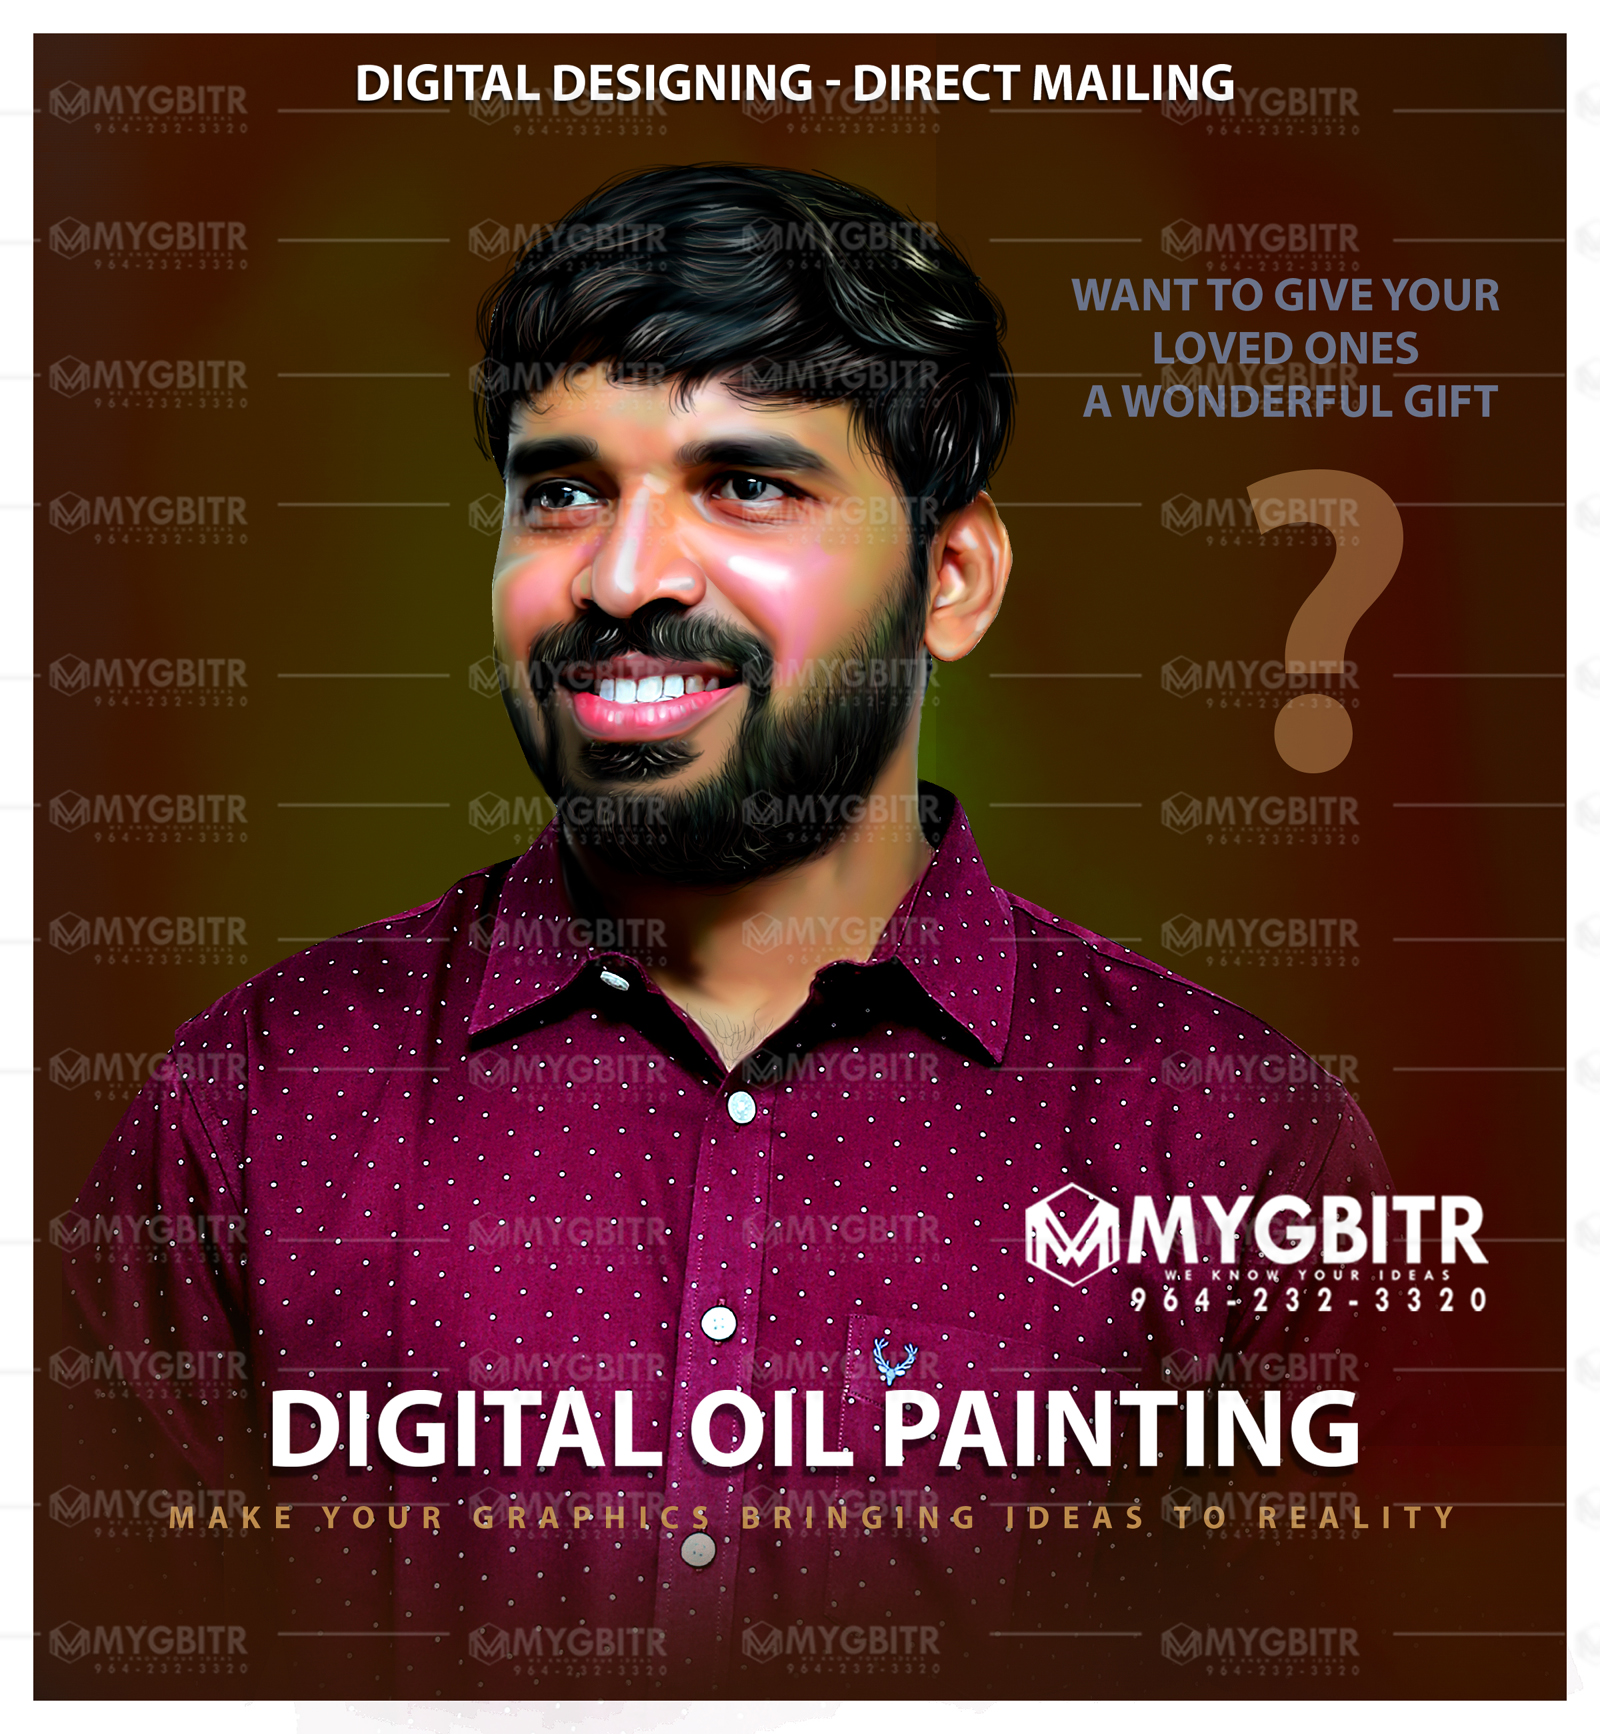 DIGITAL DESIGNING - DIRECT MAILING
WANT TO GIVE YOUR
LOVED ONES
A WONDERFUL GIFT
?
MYGBITR
WE KNOW YOUR IDEAS
964-232-3320
DIGITAL OIL PAINTING
MAKE YOUR GRAPHICS BRINGING IDEAS TO REALITY